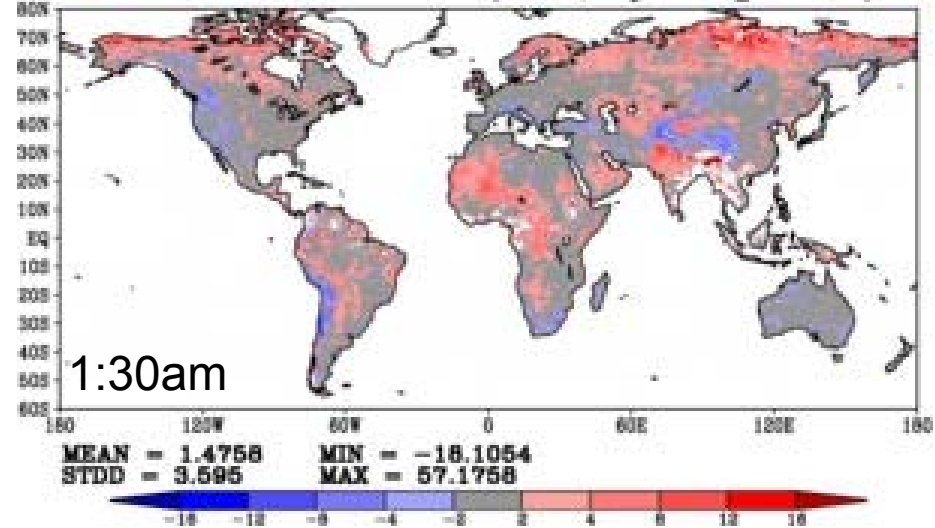 80N
70N
60N
50N
40N
30N
20N
10N
EQ
10S
20S
30S
40S
50S
60S
1:30am
180 120W 60W 0 60E 120E 180
MEAN = 1.4758 MIN = -18.1054
STDD = 3.595 MAX = 57.1758
-16 -12 -8 -4 -2 2 4 8 12 16